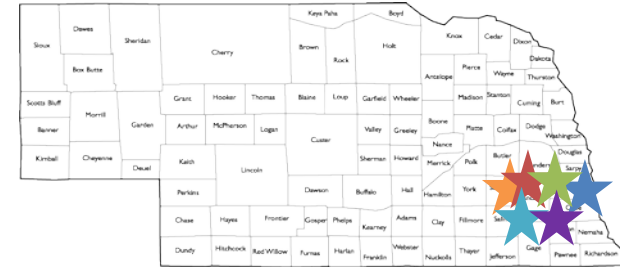 Keya Paha Boyd
Sioux Dawes Sheridan Cherry Brown Rock Holt Knox Cedar Dixon
Dakota
Box Butte Antelope Pierce Wayne Thurston
Scotts Bluff Morrill Garden Grant Hooker Thomas Blaine Loup Garfield Wheeler Madison Stanton Cuming Burt
Banner Arthur McPherson Logan Custer Valley Greeley Boone Platte Colfax Dodge Washington
Nance
Kimball Cheyenne Deuel Keith Lincoln Sherman Howard Merrick Polk Butler Douglas
Sarpy
Perkins Dawson Buffalo Hall Hamilton York
Chase Hayes Frontier Gosper Phelps Kearney Adams Clay Fillmore
Nemaha
Dundy Hitchcock Red Willow Furnas Harlan Franklin Webster Nuckolls Thayer Jefferson Gage Pawnee Richardson